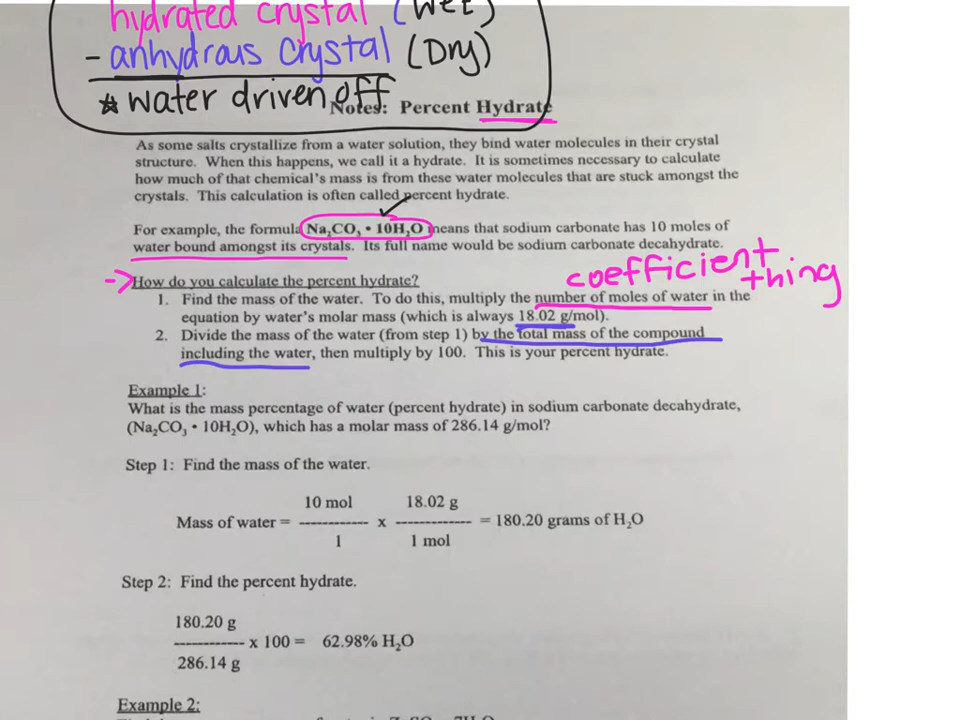 hydrated crystal (Wet)
- anhydrous crystal (Dry)
* water driven off
Notes: Percent Hydrate
As some salts crystallize from a water solution, they bind water molecules in their crystal
structure. When this happens, we call it a hydrate. It is sometimes necessary to calculate
how much of that chemical's mass is from these water molecules that are stuck amongst the
crystals. This calculation is often called percent hydrate.
For example, the formula Na₂CO₃ • 10H₂O means that sodium carbonate has 10 moles of
water bound amongst its crystals. Its full name would be sodium carbonate decahydrate.
coefficient
thing
How do you calculate the percent hydrate?
1. Find the mass of the water. To do this, multiply the number of moles of water in the
equation by water's molar mass (which is always 18.02 g/mol).
2. Divide the mass of the water (from step 1) by the total mass of the compound
including the water, then multiply by 100. This is your percent hydrate.
Example 1:
What is the mass percentage of water (percent hydrate) in sodium carbonate decahydrate,
(Na₂CO₃ • 10H₂O), which has a molar mass of 286.14 g/mol?
Step 1: Find the mass of the water.
10 mol 18.02 g
Mass of water = ------------ x ------------- = 180.20 grams of H₂O
1 1 mol
Step 2: Find the percent hydrate.
180.20 g
------------ x 100 = 62.98% H₂O
286.14 g
Example 2: